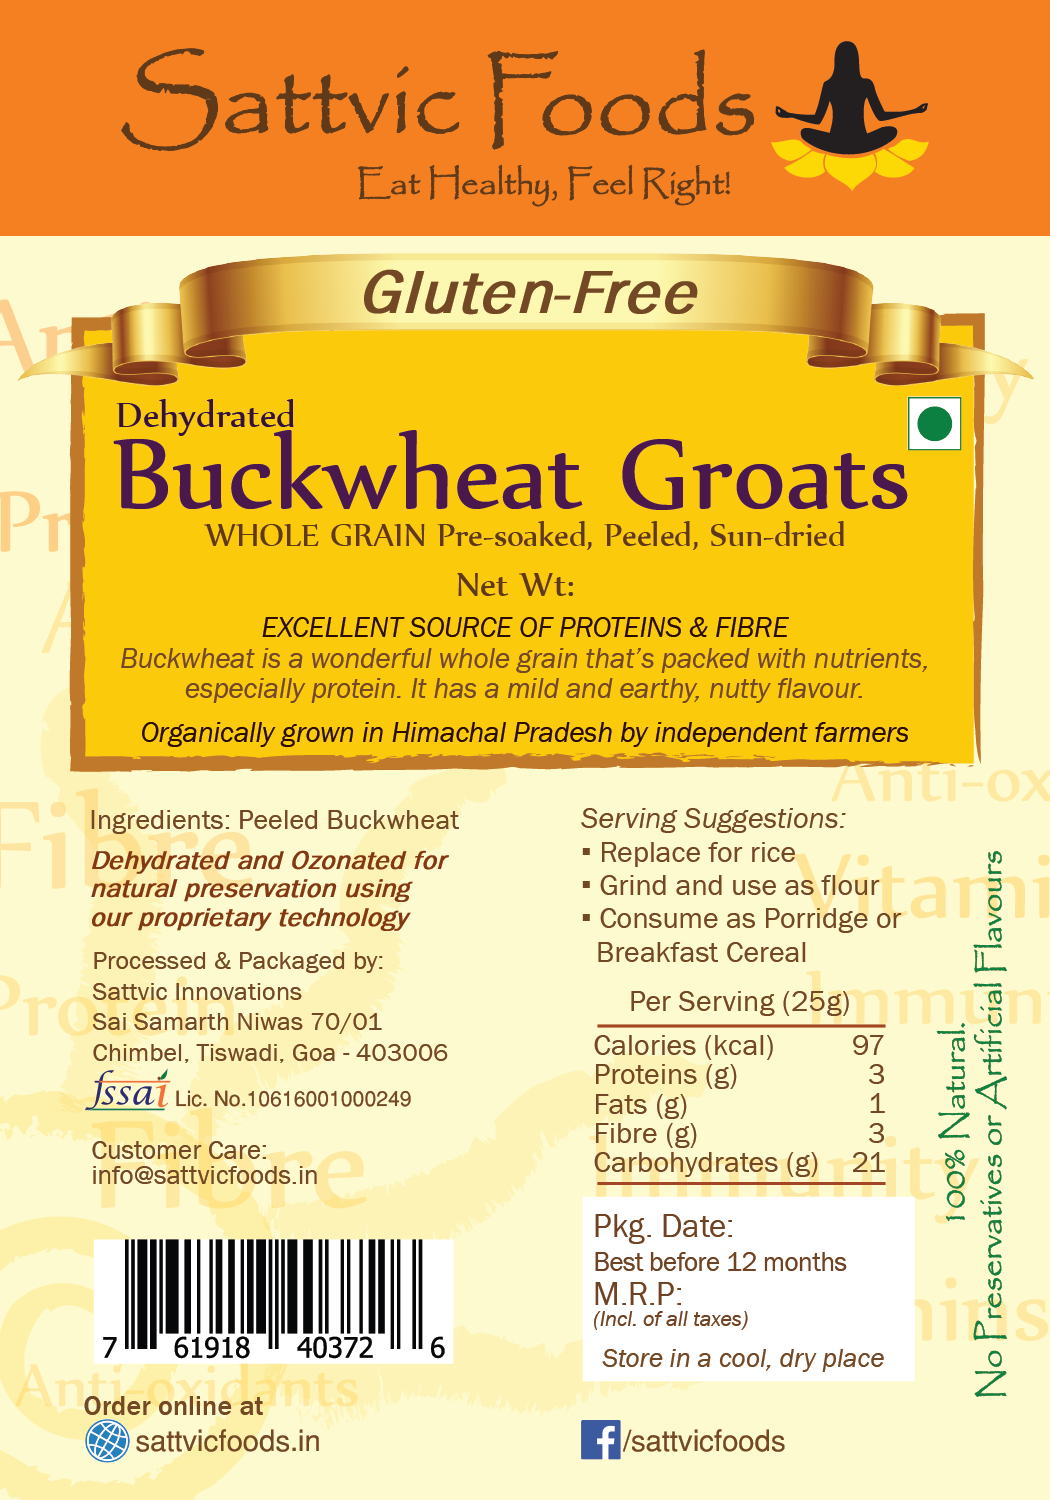 Sattvic Foods
Eat Healthy, Feel Right!
Gluten-Free
Dehydrated
Buckwheat Groats
WHOLE GRAIN Pre-soaked, Peeled, Sun-dried
Net Wt:
EXCELLENT SOURCE OF PROTEINS & FIBRE
Buckwheat is a wonderful whole grain that's packed with nutrients,
especially protein. It has a mild and earthy, nutty flavour.
Organically grown in Himachal Pradesh by independent farmers
Ingredients: Peeled Buckwheat
Dehydrated and Ozonated for
natural preservation using
our proprietary technology
Processed & Packaged by:
Sattvic Innovations
Sai Samarth Niwas 70/01
Chimbel, Tiswadi, Goa - 403006
fssai Lic. No.10616001000249
Customer Care:
info@sattvicfoods.in
7 61918 40372 6
Order online at
sattvicfoods.in
Serving Suggestions:
▪ Replace for rice
▪ Grind and use as flour
▪ Consume as Porridge or
Breakfast Cereal
Per Serving (25g)
Calories (kcal) 97
Proteins (g) 3
Fats (g) 1
Fibre (g) 3
Carbohydrates (g) 21
Pkg. Date:
Best before 12 months
M.R.P:
(Incl. of all taxes)
Store in a cool, dry place
f/sattvicfoods
100% Natural.
No Preservatives or Artificial Flavours
Fibre
Protein
Fibre
Anti-oxidants
Immunity